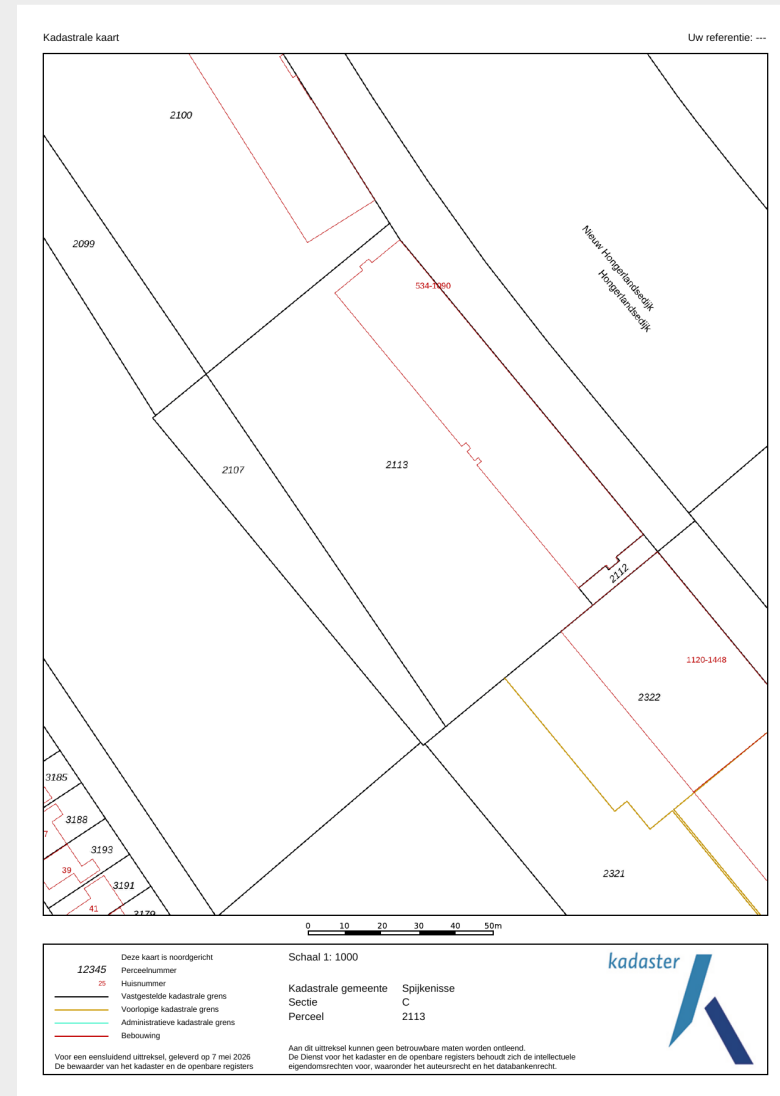 Kadastrale kaart
Uw referentie: ---
2100
2099
Nieuw Hongerlandsedijk
Hongerlandsedijk
534-1090
2107
2113
2112
1120-1448
2322
3185
3188
7
3193
39
3191
2321
41
3179
0 10 20 30 40 50m
Deze kaart is noordgericht
12345 Perceelnummer
25 Huisnummer
Vastgestelde kadastrale grens
Voorlopige kadastrale grens
Administratieve kadastrale grens
Bebouwing
Voor een eensluidend uittreksel, geleverd op 7 mei 2026
De bewaarder van het kadaster en de openbare registers
Schaal 1: 1000
Kadastrale gemeente Spijkenisse
Sectie C
Perceel 2113
Aan dit uittreksel kunnen geen betrouwbare maten worden ontleend.
De Dienst voor het kadaster en de openbare registers behoudt zich de intellectuele
eigendomsrechten voor, waaronder het auteursrecht en het databankenrecht.
kadaster